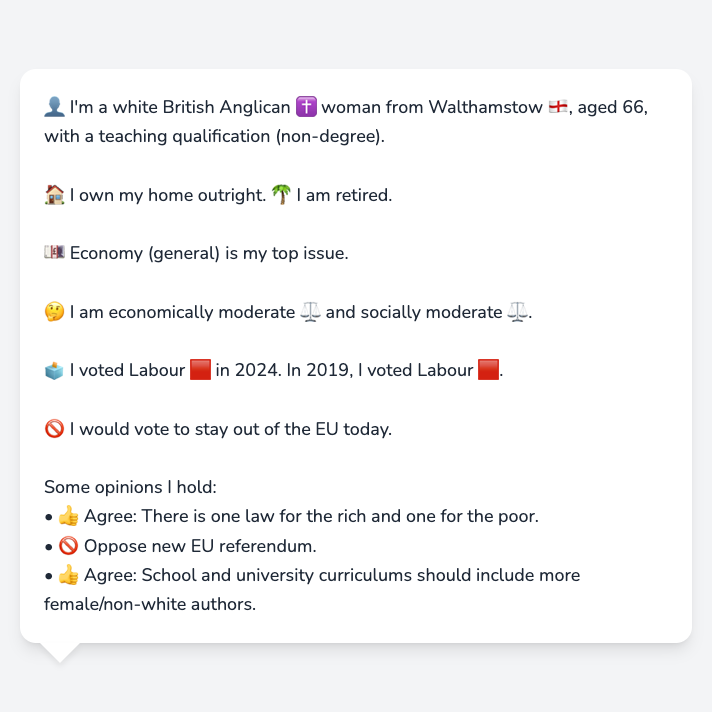 👤 I'm a white British Anglican ✝️ woman from Walthamstow 🏴󠁧󠁢󠁥󠁮󠁧󠁿, aged 66,
with a teaching qualification (non-degree).
🏠 I own my home outright. 🌴 I am retired.
💷 Economy (general) is my top issue.
🤔 I am economically moderate ⚖️ and socially moderate ⚖️.
🗳️ I voted Labour 🟥 in 2024. In 2019, I voted Labour 🟥.
🚫 I would vote to stay out of the EU today.
Some opinions I hold:
• 👍 Agree: There is one law for the rich and one for the poor.
• 🚫 Oppose new EU referendum.
• 👍 Agree: School and university curriculums should include more
female/non-white authors.